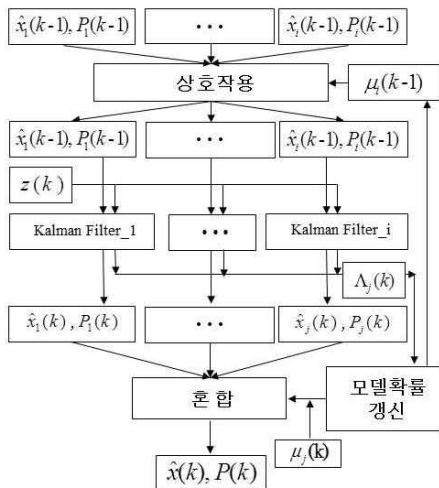 x̂₁(k-1), P₁(k-1) ••• x̂ᵢ(k-1), Pᵢ(k-1)
상호작용 μᵢ(k-1)
x̂₁(k-1) P₁(k-1) ••• x̂ᵢ(k-1), Pᵢ(k-1)
z(k)
Kalman Filter_1 ••• Kalman Filter_i
Λⱼ(k)
x̂₁(k) , P₁(k) ••• x̂ⱼ(k) , Pⱼ(k)
혼합 모델확률
갱신
μⱼ(k)
x̂(k), P(k)